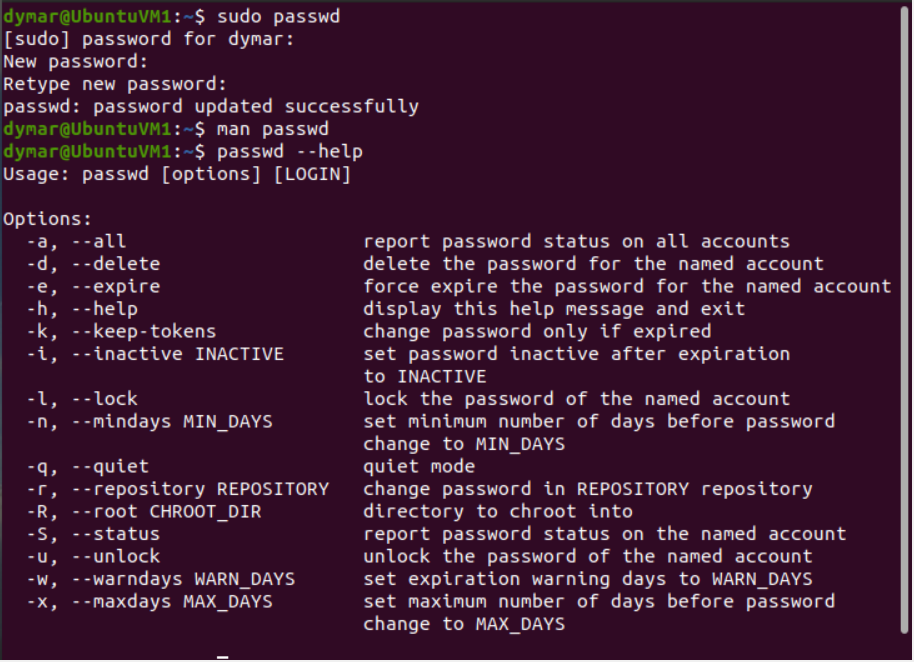 dymar@UbuntuVM1:~$ sudo passwd
[sudo] password for dymar:
New password:
Retype new password:
passwd: password updated successfully
dymar@UbuntuVM1:~$ man passwd
dymar@UbuntuVM1:~$ passwd --help
Usage: passwd [options] [LOGIN]

Options:
  -a, --all                     report password status on all accounts
  -d, --delete                  delete the password for the named account
  -e, --expire                  force expire the password for the named account
  -h, --help                    display this help message and exit
  -k, --keep-tokens             change password only if expired
  -i, --inactive INACTIVE       set password inactive after expiration
                                to INACTIVE
  -l, --lock                    lock the password of the named account
  -n, --mindays MIN_DAYS        set minimum number of days before password
                                change to MIN_DAYS
  -q, --quiet                   quiet mode
  -r, --repository REPOSITORY   change password in REPOSITORY repository
  -R, --root CHROOT_DIR         directory to chroot into
  -S, --status                  report password status on the named account
  -u, --unlock                  unlock the password of the named account
  -w, --warndays WARN_DAYS      set expiration warning days to WARN_DAYS
  -x, --maxdays MAX_DAYS        set maximum number of days before password
                                change to MAX_DAYS